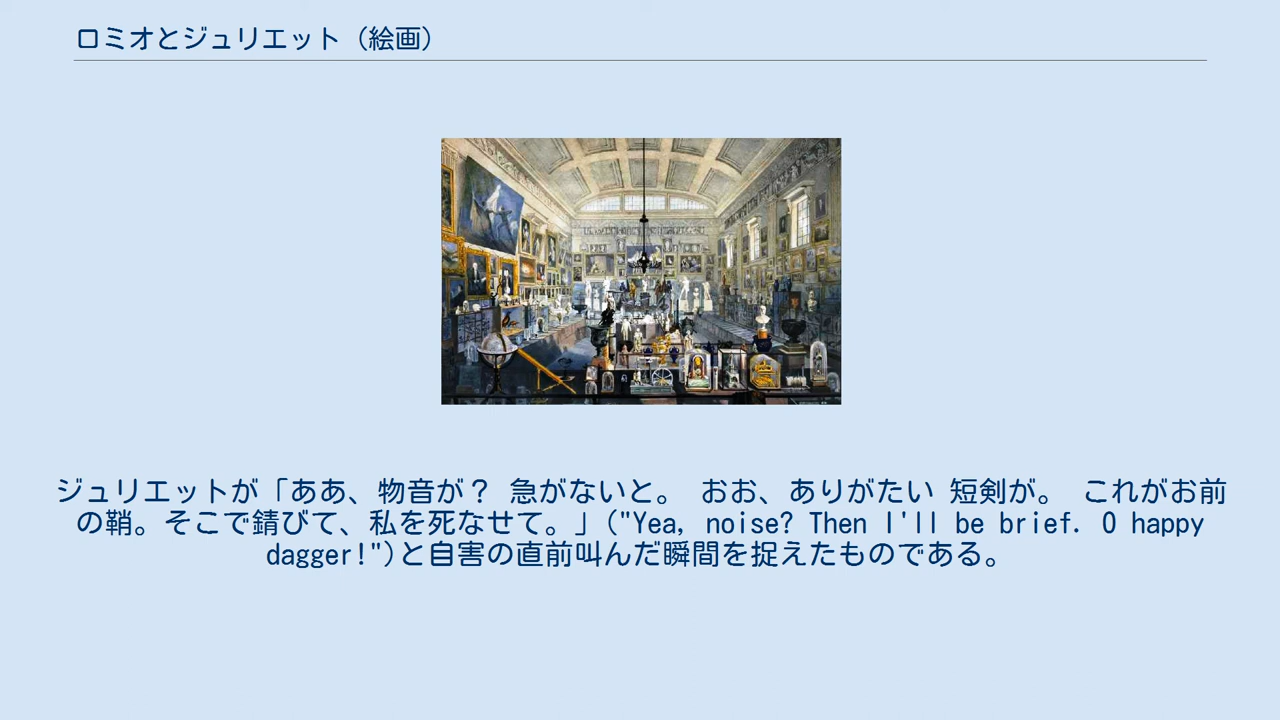 ロミオとジュリエット（絵画）
ジュリエットが「ああ、物音が？ 急がないと。 おお、ありがたい 短剣が。 これがお前
の鞘。そこで錆びて、私を死なせて。」("Yea, noise? Then I'll be brief. O happy
dagger!")と自害の直前叫んだ瞬間を捉えたものである。